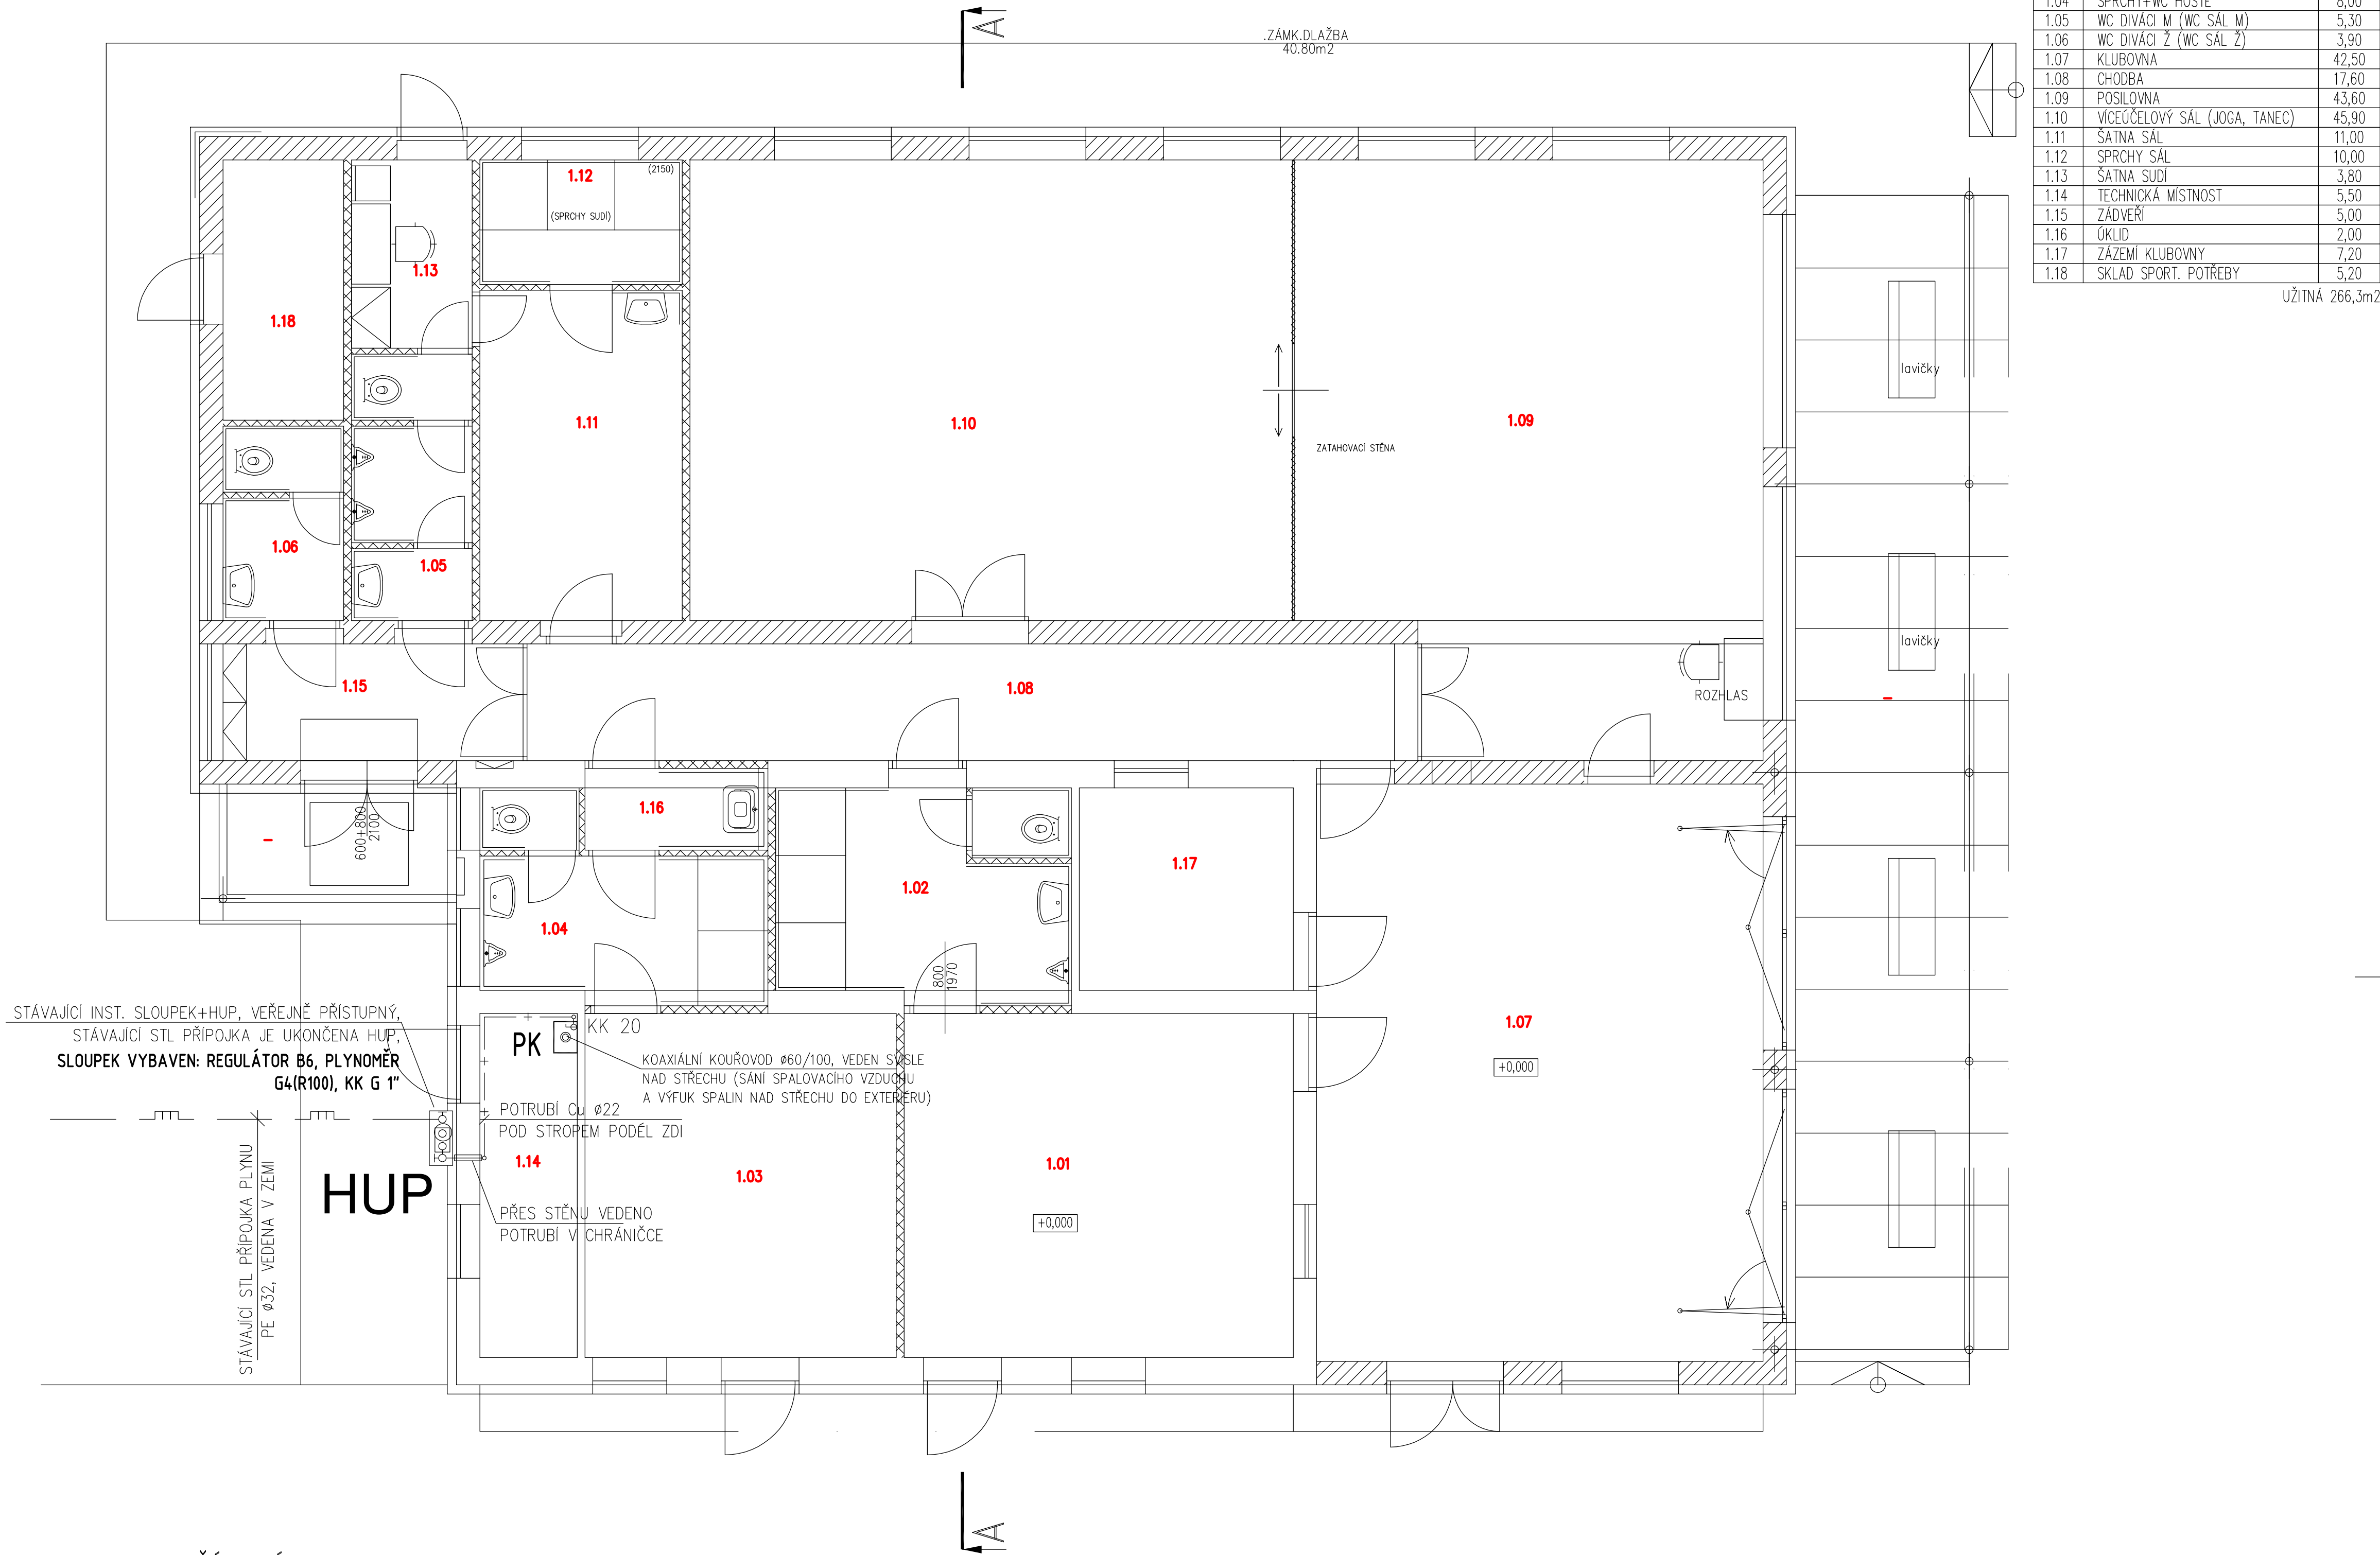 A
.ZÁMK.DLAŽBA
40.80m2
1.04 SPRCHY+WC HOSTÉ 8,00
1.05 WC DIVÁCI M (WC SÁL M) 5,30
1.06 WC DIVÁCI Ž (WC SÁL Ž) 3,90
1.07 KLUBOVNA 42,50
1.08 CHODBA 17,60
1.09 POSILOVNA 43,60
1.10 VÍCEÚČELOVÝ SÁL (JOGA, TANEC) 45,90
1.11 ŠATNA SÁL 11,00
1.12 SPRCHY SÁL 10,00
1.13 ŠATNA SUDÍ 3,80
1.14 TECHNICKÁ MÍSTNOST 5,50
1.15 ZÁDVEŘÍ 5,00
1.16 ÚKLID 2,00
1.17 ZÁZEMÍ KLUBOVNY 7,20
1.18 SKLAD SPORT. POTŘEBY 5,20
UŽITNÁ 266,3m2
1.12
(2150)
(SPRCHY SUDÍ)
1.13
1.18
1.11
1.10
1.09
ZATAHOVACÍ STĚNA
lavičky
1.06
1.05
lavičky
1.15
1.08
ROZHLAS
–
–
600+800
2100
1.16
1.17
1.02
1.04
800
1970
STÁVAJÍCÍ INST. SLOUPEK+HUP, VEŘEJNĚ PŘÍSTUPNÝ,
STÁVAJÍCÍ STL PŘÍPOJKA JE UKONČENA HUP,
SLOUPEK VYBAVEN: REGULÁTOR B6, PLYNOMĚR
G4(R100), KK G 1"
PK
KK 20
KOAXIÁLNÍ KOUŘOVOD ø60/100, VEDEN SVISLE
NAD STŘECHU (SÁNÍ SPALOVACÍHO VZDUCHU
A VÝFUK SPALIN NAD STŘECHU DO EXTERIÉRU)
1.07
+0,000
POTRUBÍ Cu ø22
POD STROPEM PODÉL ZDI
1.14
1.03
1.01
+0,000
HUP
PŘES STĚNU VEDENO
POTRUBÍ V CHRÁNIČCE
STÁVAJÍCÍ STL PŘÍPOJKA PLYNU
PE ø32, VEDENA V ZEMI
A